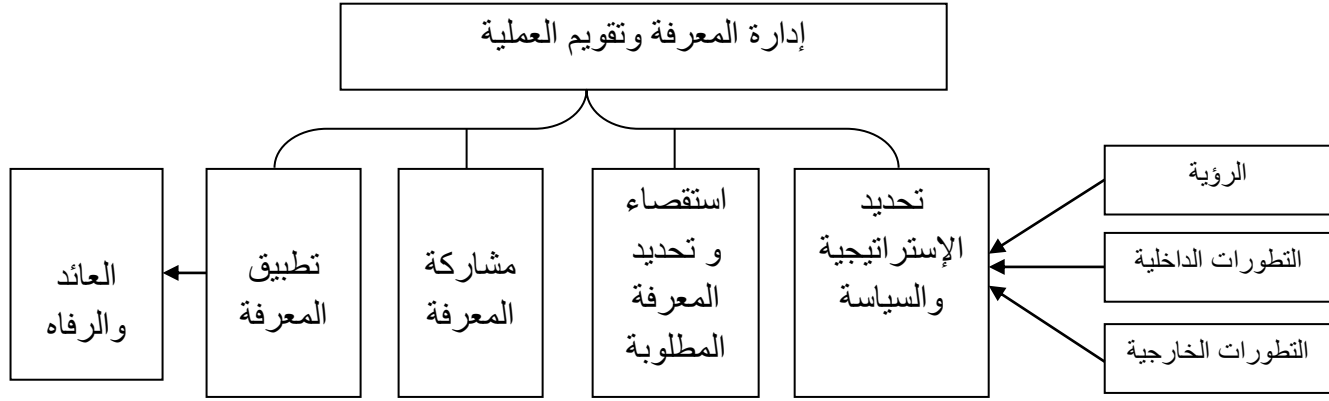 إدارة المعرفة وتقويم العملية
الرؤية
التطورات الداخلية
التطورات الخارجية
تحديد
الإستراتيجية
والسياسة
استقصاء
و تحديد
المعرفة
المطلوبة
مشاركة
المعرفة
تطبيق
المعرفة
العائد
والرفاه